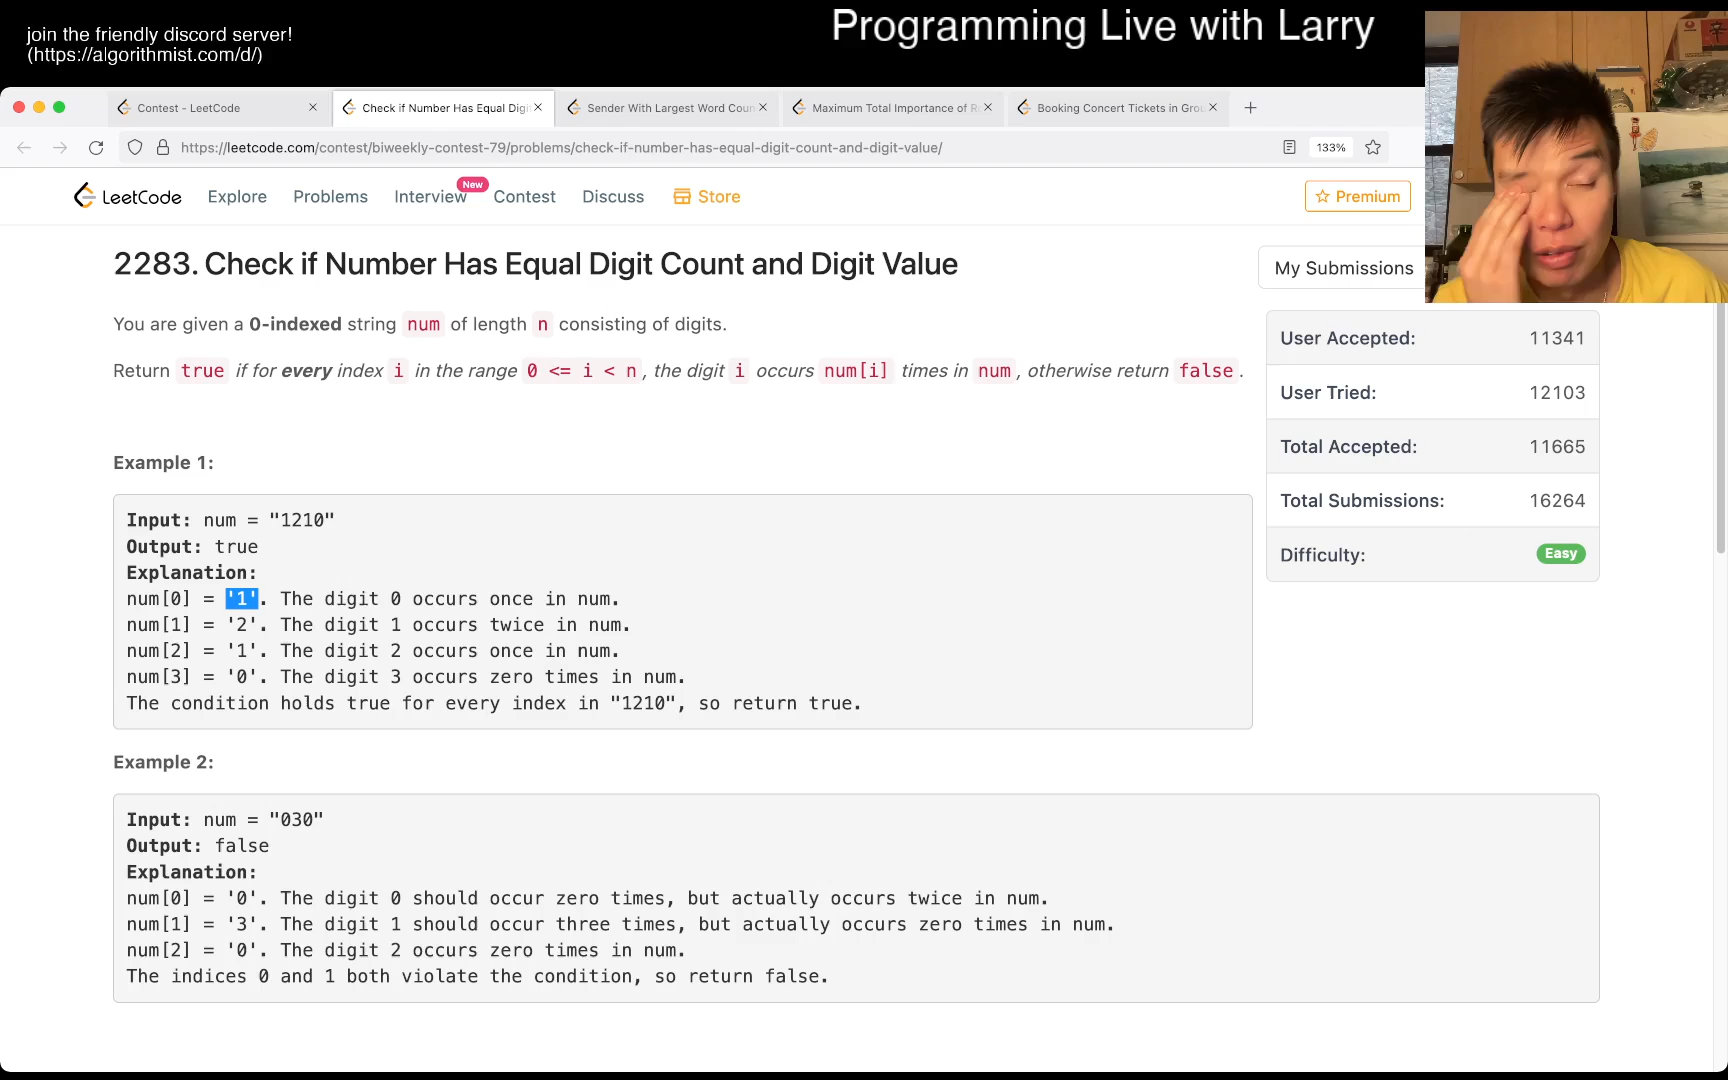 join the friendly discord server!
(https://algorithmist.com/d/)
Programming Live with Larry
Contest - LeetCode
Check if Number Has Equal Digi
Sender With Largest Word Coun
Maximum Total Importance of R
Booking Concert Tickets in Grou
https://leetcode.com/contest/biweekly-contest-79/problems/check-if-number-has-equal-digit-count-and-digit-value/
133%
LeetCode
Explore
Problems
Interview
New
Contest
Discuss
Store
Premium
2283. Check if Number Has Equal Digit Count and Digit Value
My Submissions
You are given a 0-indexed string num of length n consisting of digits.
Return true if for every index i in the range 0 <= i < n, the digit i occurs num[i] times in num, otherwise return false.
User Accepted: 11341
User Tried: 12103
Total Accepted: 11665
Total Submissions: 16264
Difficulty: Easy
Example 1:
Input: num = "1210"
Output: true
Explanation:
num[0] = '1'. The digit 0 occurs once in num.
num[1] = '2'. The digit 1 occurs twice in num.
num[2] = '1'. The digit 2 occurs once in num.
num[3] = '0'. The digit 3 occurs zero times in num.
The condition holds true for every index in "1210", so return true.
Example 2:
Input: num = "030"
Output: false
Explanation:
num[0] = '0'. The digit 0 should occur zero times, but actually occurs twice in num.
num[1] = '3'. The digit 1 should occur three times, but actually occurs zero times in num.
num[2] = '0'. The digit 2 occurs zero times in num.
The indices 0 and 1 both violate the condition, so return false.